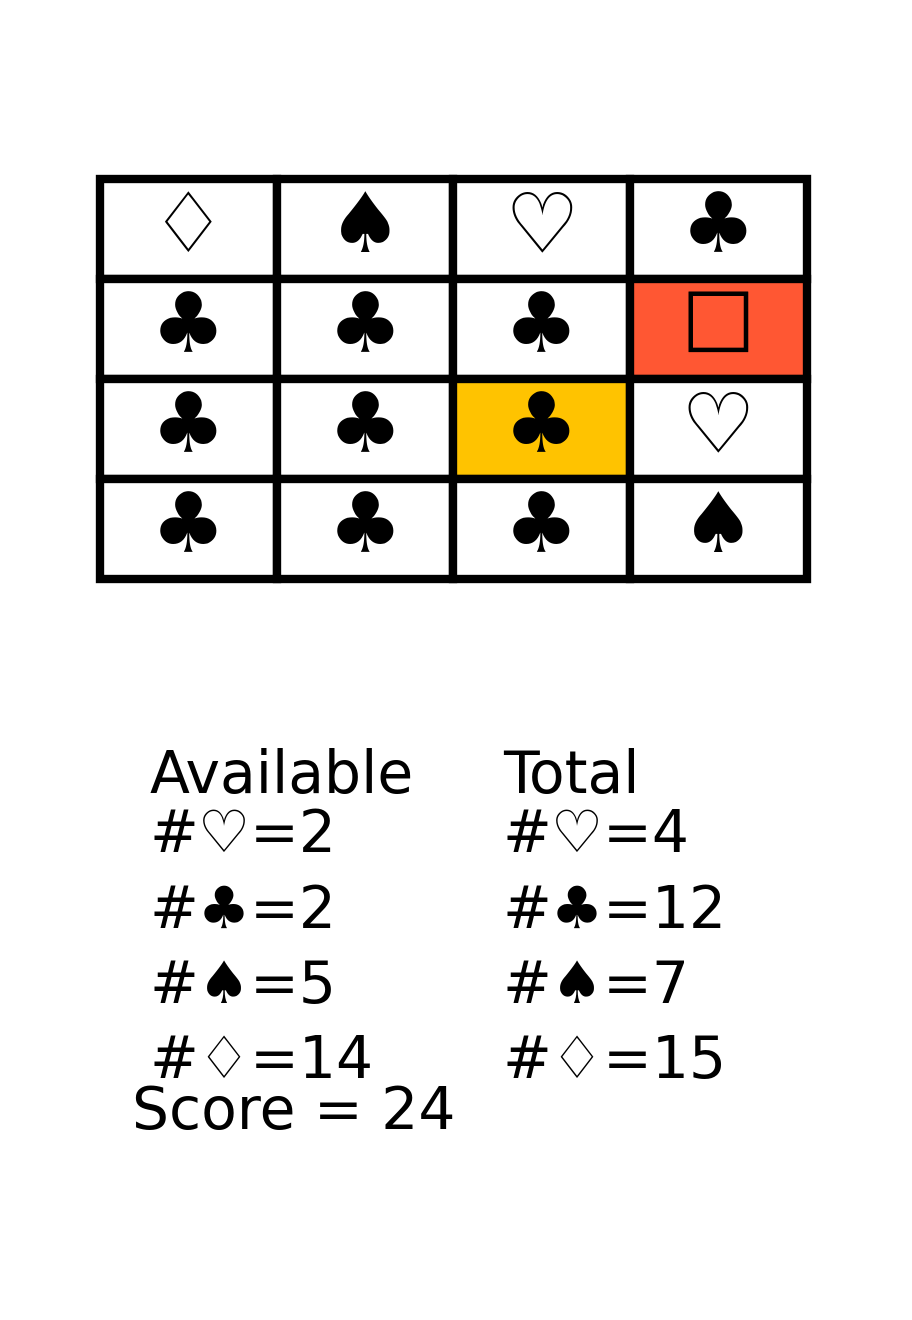 ♢ ♠ ♡ ♣
♣ ♣ ♣ □
♣ ♣ ♣ ♡
♣ ♣ ♣ ♠
Available Total
#♡=2 #♡=4
#♣=2 #♣=12
#♠=5 #♠=7
#♢=14 #♢=15
Score = 24